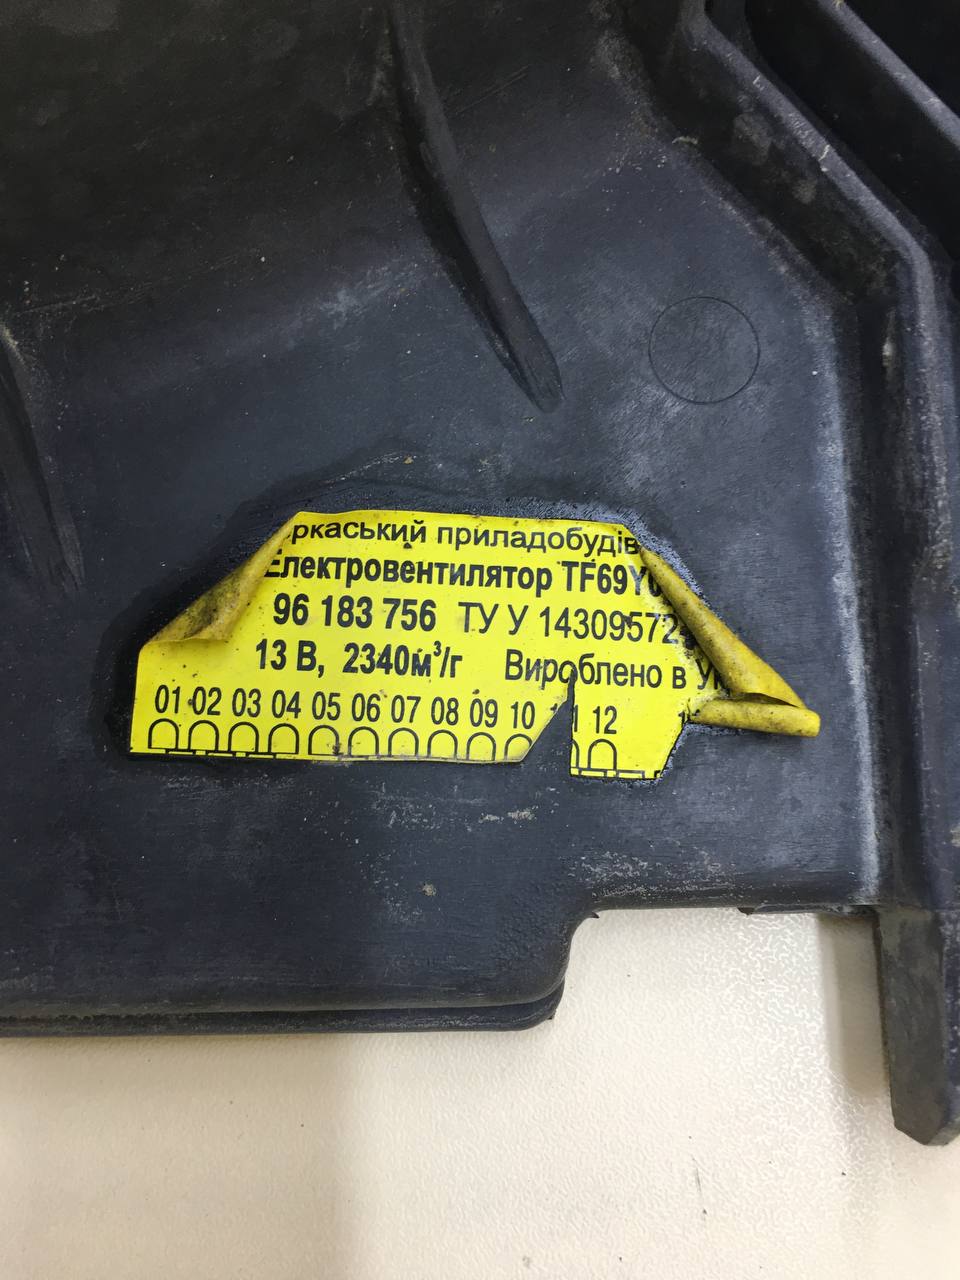 ркаський приладобудів
Електровентилятор TF69Y
96 183 756 ТУ У 14309572
13 В, 2340м³/г Вироблено в Ук
01 02 03 04 05 06 07 08 09 10 11 12